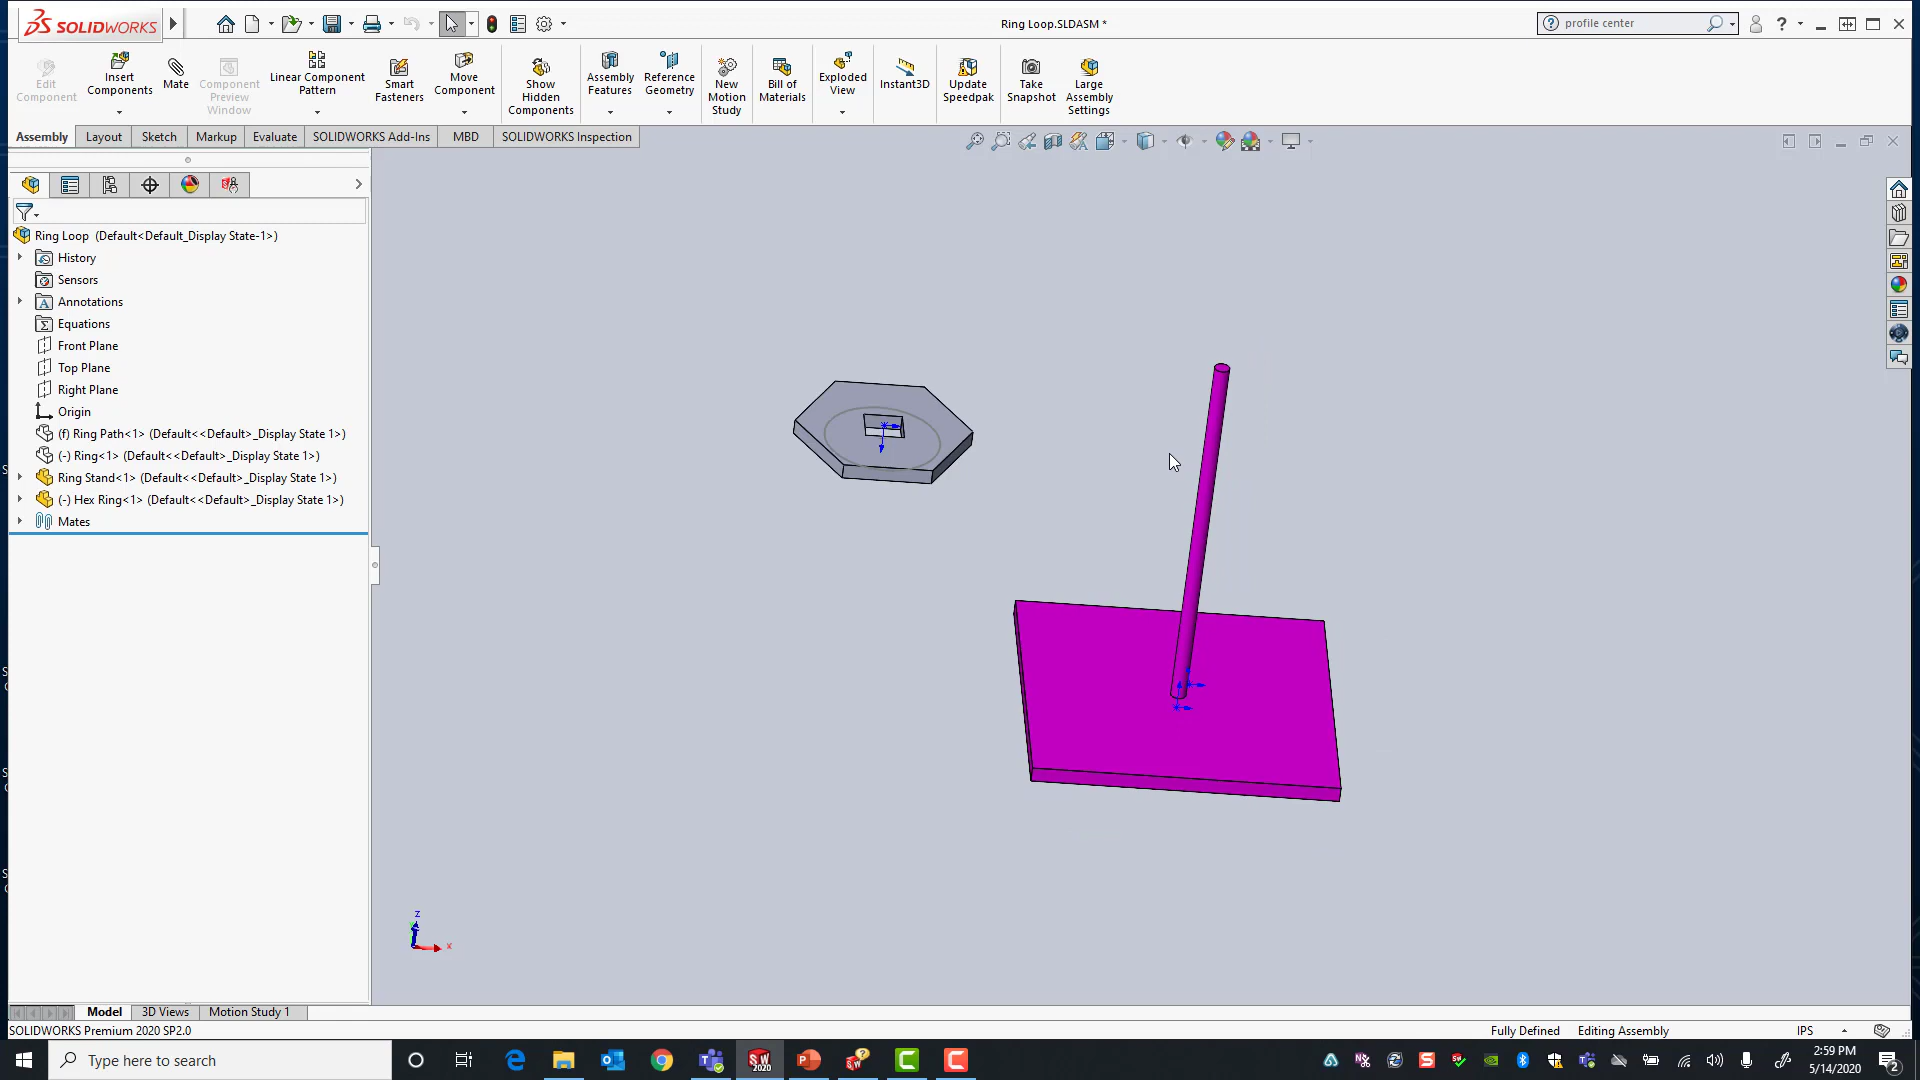 SOLIDWORKS
Ring Loop.SLDASM *
profile center
Edit Component
Insert Components
Mate
Component Preview Window
Linear Component Pattern
Smart Fasteners
Move Component
Show Hidden Components
Assembly Features
Reference Geometry
New Motion Study
Bill of Materials
Exploded View
Instant3D
Update Speedpak
Take Snapshot
Large Assembly Settings
Assembly
Layout
Sketch
Markup
Evaluate
SOLIDWORKS Add-Ins
MBD
SOLIDWORKS Inspection
Ring Loop (Default<Default_Display State-1>)
History
Sensors
Annotations
Equations
Front Plane
Top Plane
Right Plane
Origin
(f) Ring Path<1> (Default<<Default>_Display State 1>)
(-) Ring<1> (Default<<Default>_Display State 1>)
Ring Stand<1> (Default<<Default>_Display State 1>)
(-) Hex Ring<1> (Default<<Default>_Display State 1>)
Mates
z
x
Model
3D Views
Motion Study 1
SOLIDWORKS Premium 2020 SP2.0
Fully Defined
Editing Assembly
IPS
Type here to search
2:59 PM
5/14/2020
2